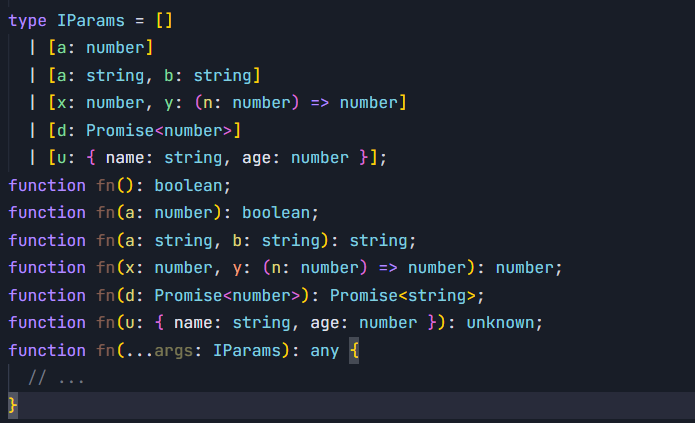 type IParams = []
  | [a: number]
  | [a: string, b: string]
  | [x: number, y: (n: number) => number]
  | [d: Promise<number>]
  | [u: { name: string, age: number }];
function fn(): boolean;
function fn(a: number): boolean;
function fn(a: string, b: string): string;
function fn(x: number, y: (n: number) => number): number;
function fn(d: Promise<number>): Promise<string>;
function fn(u: { name: string, age: number }): unknown;
function fn(...args: IParams): any {
  // ...
}